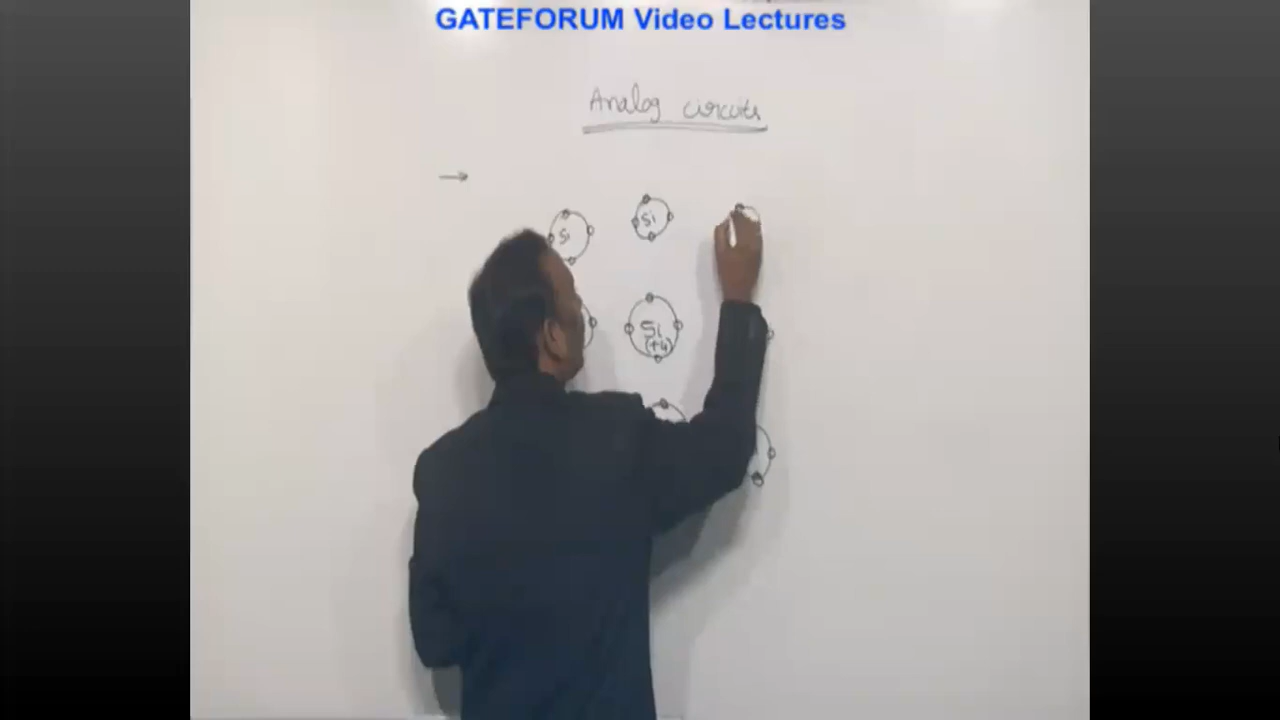 GATEFORUM Video Lectures
Analog circuits
→
Si Si
Si
(+4)